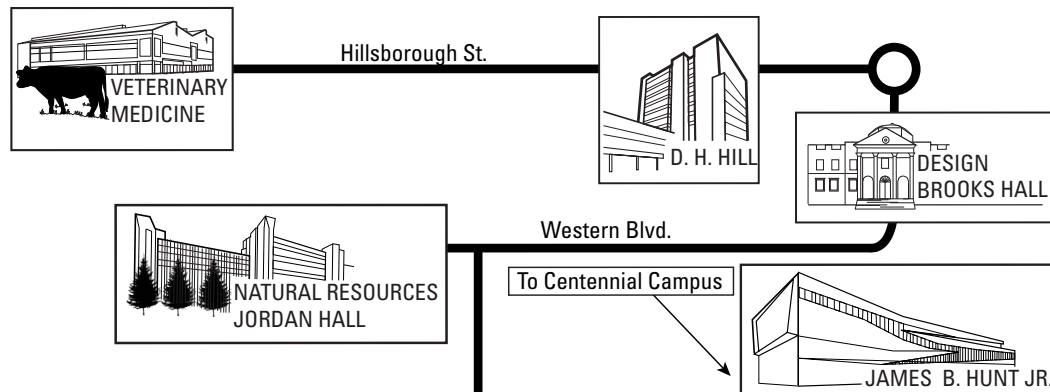 Hillsborough St.
VETERINARY
MEDICINE
D. H. HILL
DESIGN
BROOKS HALL
Western Blvd.
To Centennial Campus
NATURAL RESOURCES
JORDAN HALL
JAMES B. HUNT JR.